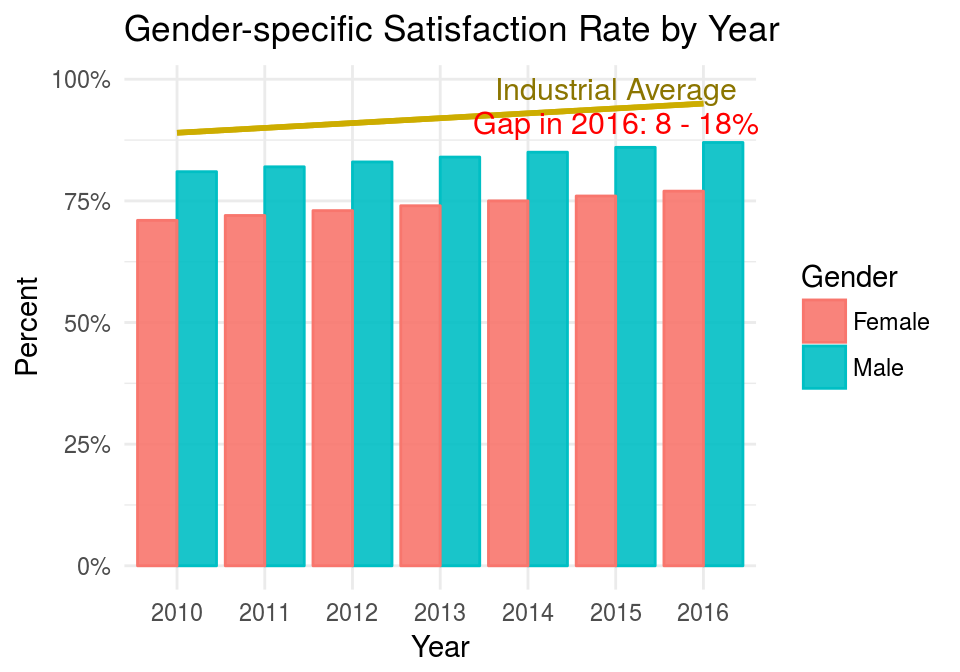 Gender-specific Satisfaction Rate by Year
100%
Industrial Average
Gap in 2016: 8 - 18%
75%
50%
25%
0%
Percent
2010 2011 2012 2013 2014 2015 2016
Year
Gender
Female
Male